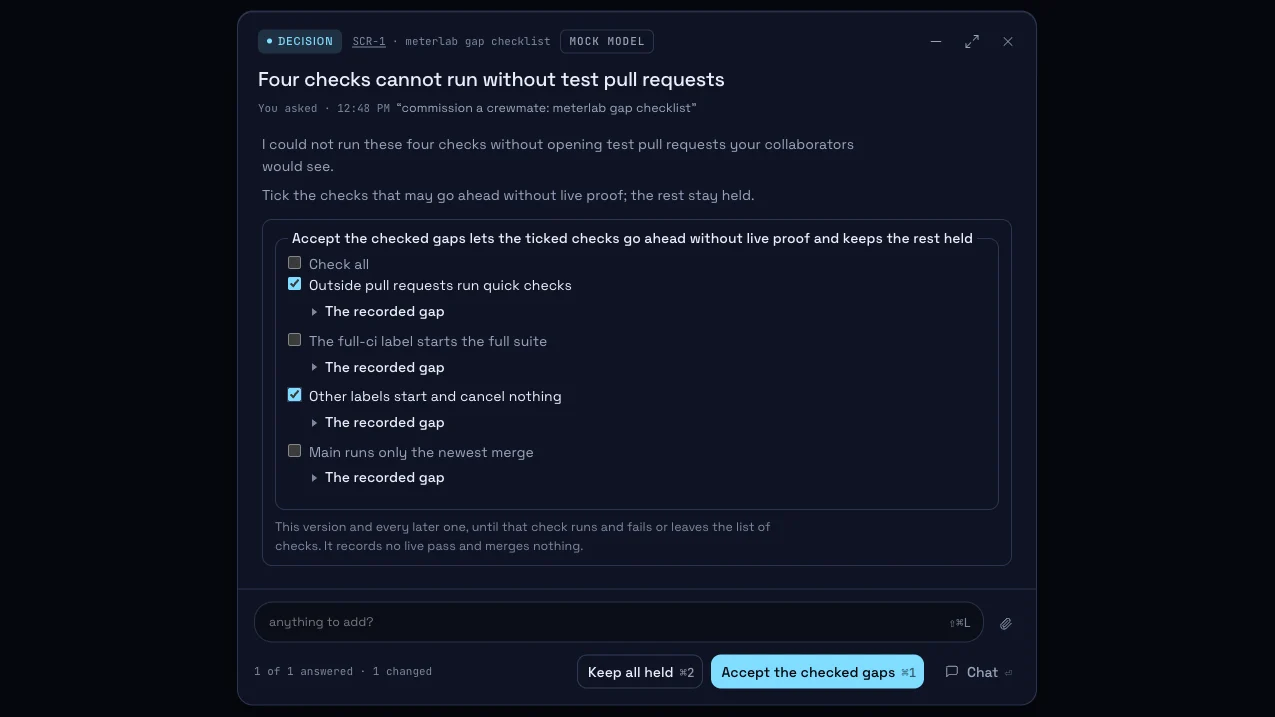 DECISION SCR-1 · meterlab gap checklist MOCK MODEL
Four checks cannot run without test pull requests
You asked · 12:48 PM “commission a crewmate: meterlab gap checklist”
I could not run these four checks without opening test pull requests your collaborators
would see.
Tick the checks that may go ahead without live proof; the rest stay held.
Accept the checked gaps lets the ticked checks go ahead without live proof and keeps the rest held
Check all
Outside pull requests run quick checks
The recorded gap
The full-ci label starts the full suite
The recorded gap
Other labels start and cancel nothing
The recorded gap
Main runs only the newest merge
The recorded gap
This version and every later one, until that check runs and fails or leaves the list of
checks. It records no live pass and merges nothing.
anything to add? ⇧⌘L
1 of 1 answered · 1 changed Keep all held ⌘2 Accept the checked gaps ⌘1 Chat ⏎